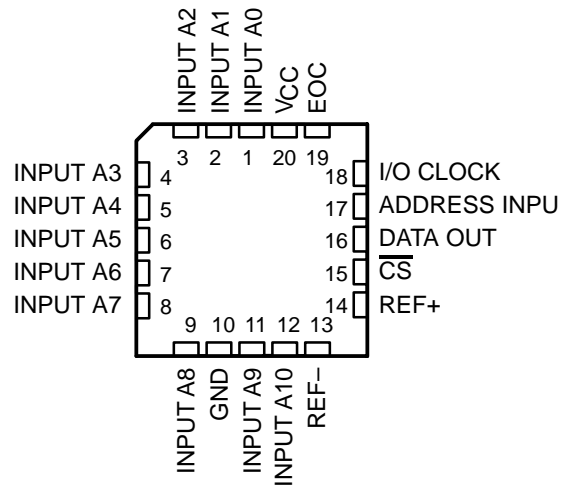 INPUT A2
INPUT A1
INPUT A0
VCC
EOC
3 2 1 20 19
INPUT A3 4
INPUT A4 5
INPUT A5 6
INPUT A6 7
INPUT A7 8
18 I/O CLOCK
17 ADDRESS INPU
16 DATA OUT
15 CS
14 REF+
9 10 11 12 13
INPUT A8
GND
INPUT A9
INPUT A10
REF–